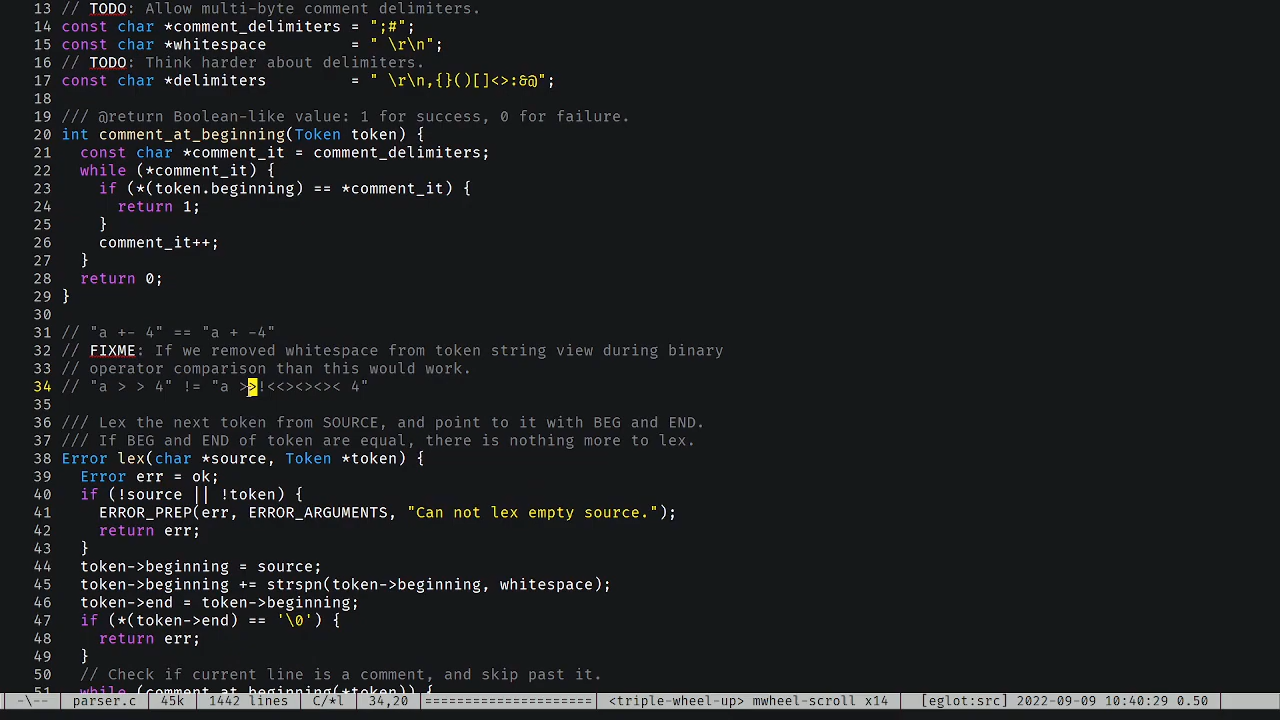 13 // TODO: Allow multi-byte comment delimiters.
14 const char *comment_delimiters = ";#";
15 const char *whitespace         = " \r\n";
16 // TODO: Think harder about delimiters.
17 const char *delimiters         = " \r\n,{}()[]<>:&@";
18
19 /// @return Boolean-like value: 1 for success, 0 for failure.
20 int comment_at_beginning(Token token) {
21   const char *comment_it = comment_delimiters;
22   while (*comment_it) {
23     if (*(token.beginning) == *comment_it) {
24       return 1;
25     }
26     comment_it++;
27   }
28   return 0;
29 }
30
31 // "a +- 4" == "a + -4"
32 // FIXME: If we removed whitespace from token string view during binary
33 // operator comparison than this would work.
34 // "a > > 4" != "a >>!<<><><>< 4"
35
36 /// Lex the next token from SOURCE, and point to it with BEG and END.
37 /// If BEG and END of token are equal, there is nothing more to lex.
38 Error lex(char *source, Token *token) {
39   Error err = ok;
40   if (!source || !token) {
41     ERROR_PREP(err, ERROR_ARGUMENTS, "Can not lex empty source.");
42     return err;
43   }
44   token->beginning = source;
45   token->beginning += strspn(token->beginning, whitespace);
46   token->end = token->beginning;
47   if (*(token->end) == '\0') {
48     return err;
49   }
50   // Check if current line is a comment, and skip past it.
51   while (comment_at_beginning(*token)) {
-\-- parser.c 45k 1442 lines C/*l 34,20 ==================== <triple-wheel-up> mwheel-scroll x14 [eglot:src] 2022-09-09 10:40:29 0.50